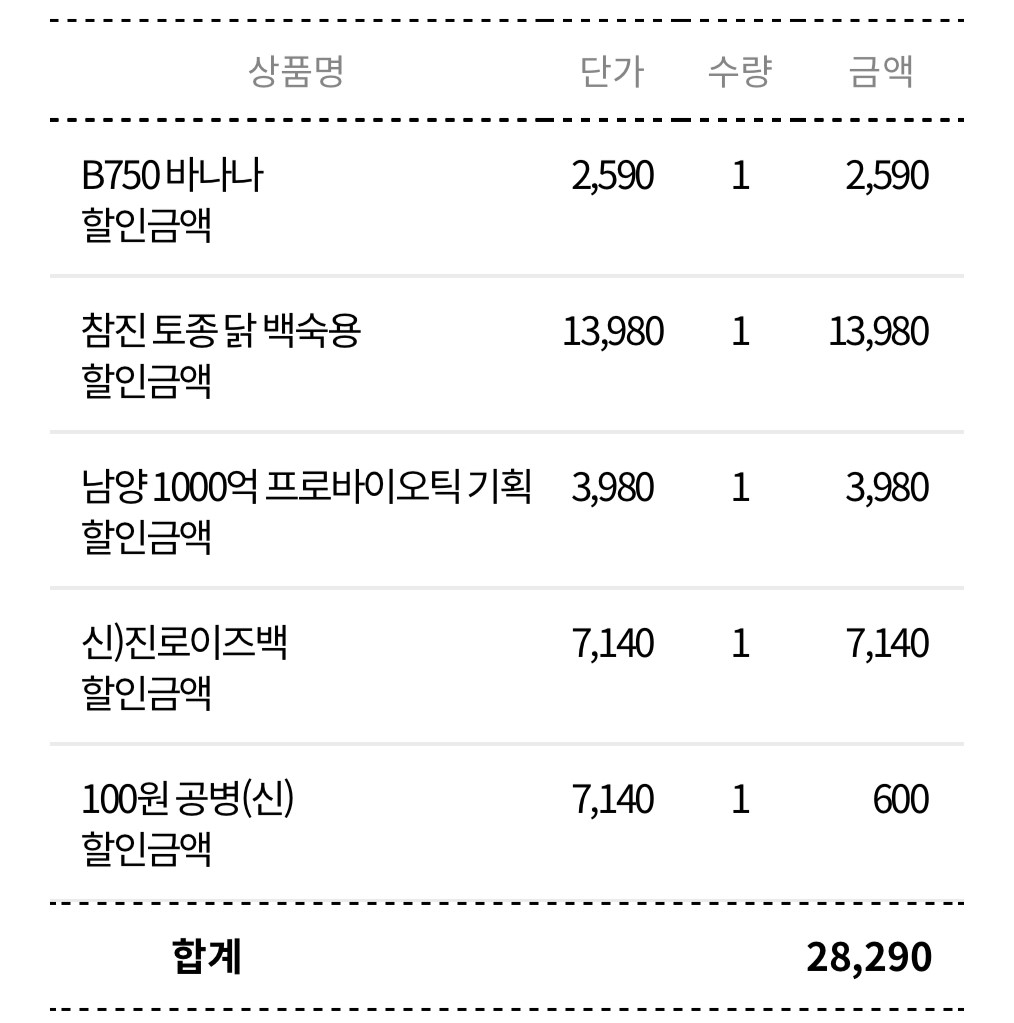 상품명 단가 수량 금액
B750 바나나 2,590 1 2,590
할인금액
참진 토종 닭 백숙용 13,980 1 13,980
할인금액
남양 1000억 프로바이오틱 기획 3,980 1 3,980
할인금액
신)진로이즈백 7,140 1 7,140
할인금액
100원 공병(신) 7,140 1 600
할인금액
합계 28,290